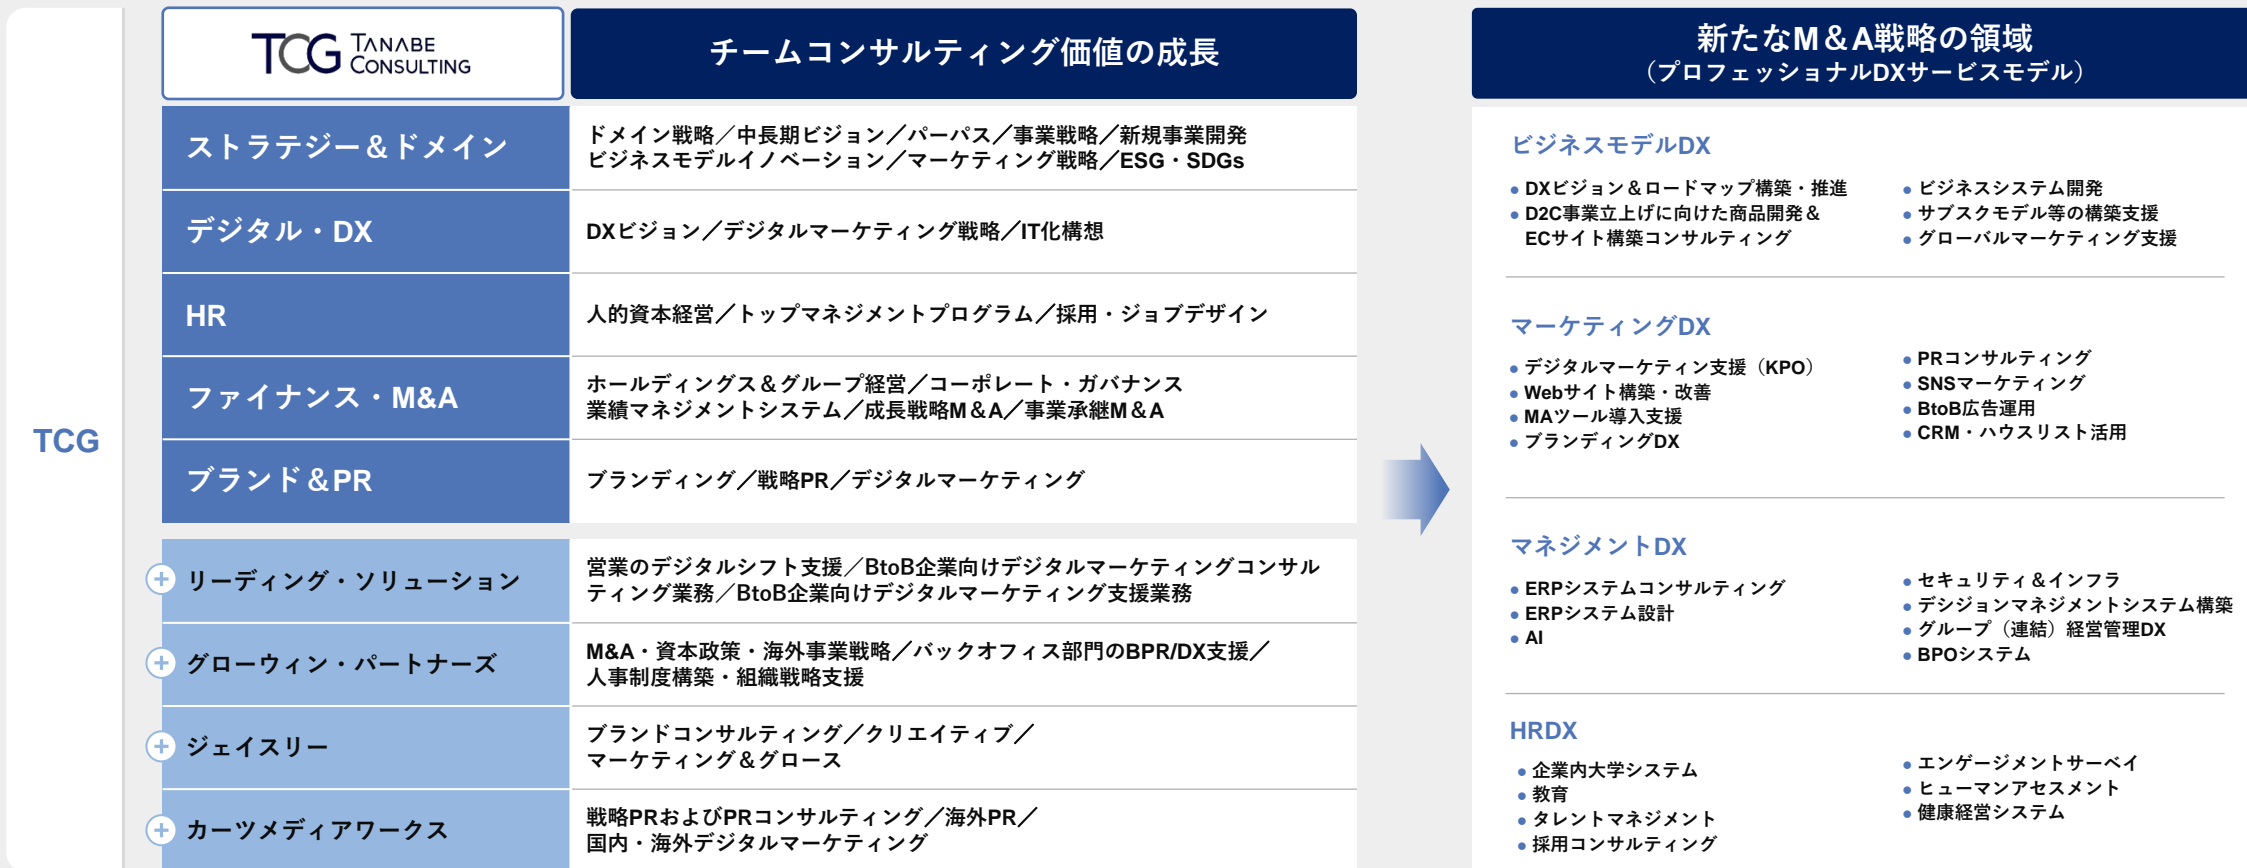 TCG
TCG TANABE CONSULTING
チームコンサルティング価値の成長
ストラテジー＆ドメイン
ドメイン戦略／中長期ビジョン／パーパス／事業戦略／新規事業開発
ビジネスモデルイノベーション／マーケティング戦略／ESG・SDGs
デジタル・DX
DXビジョン／デジタルマーケティング戦略／IT化構想
HR
人的資本経営／トップマネジメントプログラム／採用・ジョブデザイン
ファイナンス・M&A
ホールディングス＆グループ経営／コーポレート・ガバナンス
業績マネジメントシステム／成長戦略M＆A／事業承継M＆A
ブランド＆PR
ブランディング／戦略PR／デジタルマーケティング
リーディング・ソリューション
営業のデジタルシフト支援／BtoB企業向けデジタルマーケティングコンサル
ティング業務／BtoB企業向けデジタルマーケティング支援業務
グローウィン・パートナーズ
M&A・資本政策・海外事業戦略／バックオフィス部門のBPR/DX支援／
人事制度構築・組織戦略支援
ジェイスリー
ブランドコンサルティング／クリエイティブ／
マーケティング＆グロース
カーツメディアワークス
戦略PRおよびPRコンサルティング／海外PR／
国内・海外デジタルマーケティング
新たなM＆A戦略の領域
（プロフェッショナルDXサービスモデル）
ビジネスモデルDX
● DXビジョン＆ロードマップ構築・推進
● D2C事業立上げに向けた商品開発＆
ECサイト構築コンサルティング
● ビジネスシステム開発
● サブスクモデル等の構築支援
● グローバルマーケティング支援
マーケティングDX
● デジタルマーケティン支援（KPO）
● Webサイト構築・改善
● MAツール導入支援
● ブランディングDX
● PRコンサルティング
● SNSマーケティング
● BtoB広告運用
● CRM・ハウスリスト活用
マネジメントDX
● ERPシステムコンサルティング
● ERPシステム設計
● AI
● セキュリティ＆インフラ
● デシジョンマネジメントシステム構築
● グループ（連結）経営管理DX
● BPOシステム
HRDX
● 企業内大学システム
● 教育
● タレントマネジメント
● 採用コンサルティング
● エンゲージメントサーベイ
● ヒューマンアセスメント
● 健康経営システム